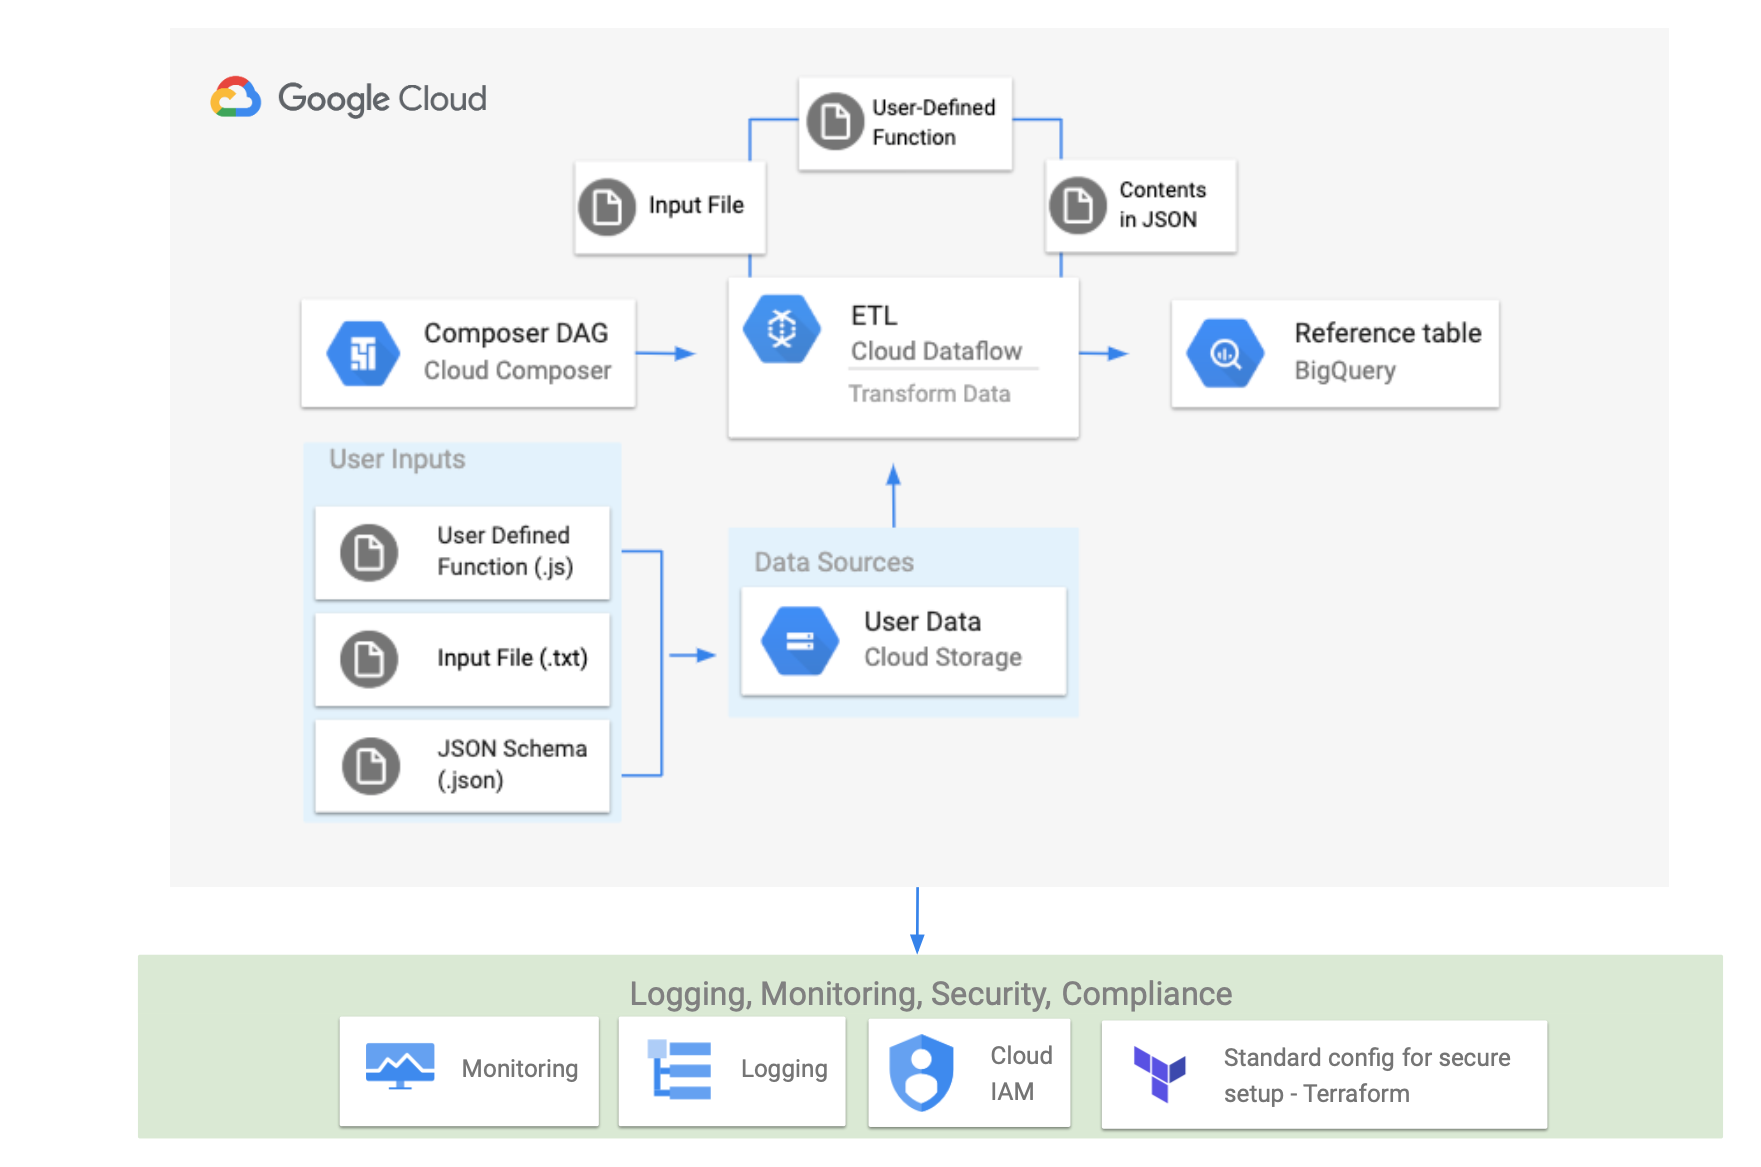 Google Cloud
User-Defined
Function
Input File
Contents
in JSON
Composer DAG
Cloud Composer
ETL
Cloud Dataflow
Transform Data
Reference table
BigQuery
User Inputs
User Defined
Function (.js)
Input File (.txt)
JSON Schema
(.json)
Data Sources
User Data
Cloud Storage
Logging, Monitoring, Security, Compliance
Monitoring
Logging
Cloud
IAM
Standard config for secure
setup - Terraform